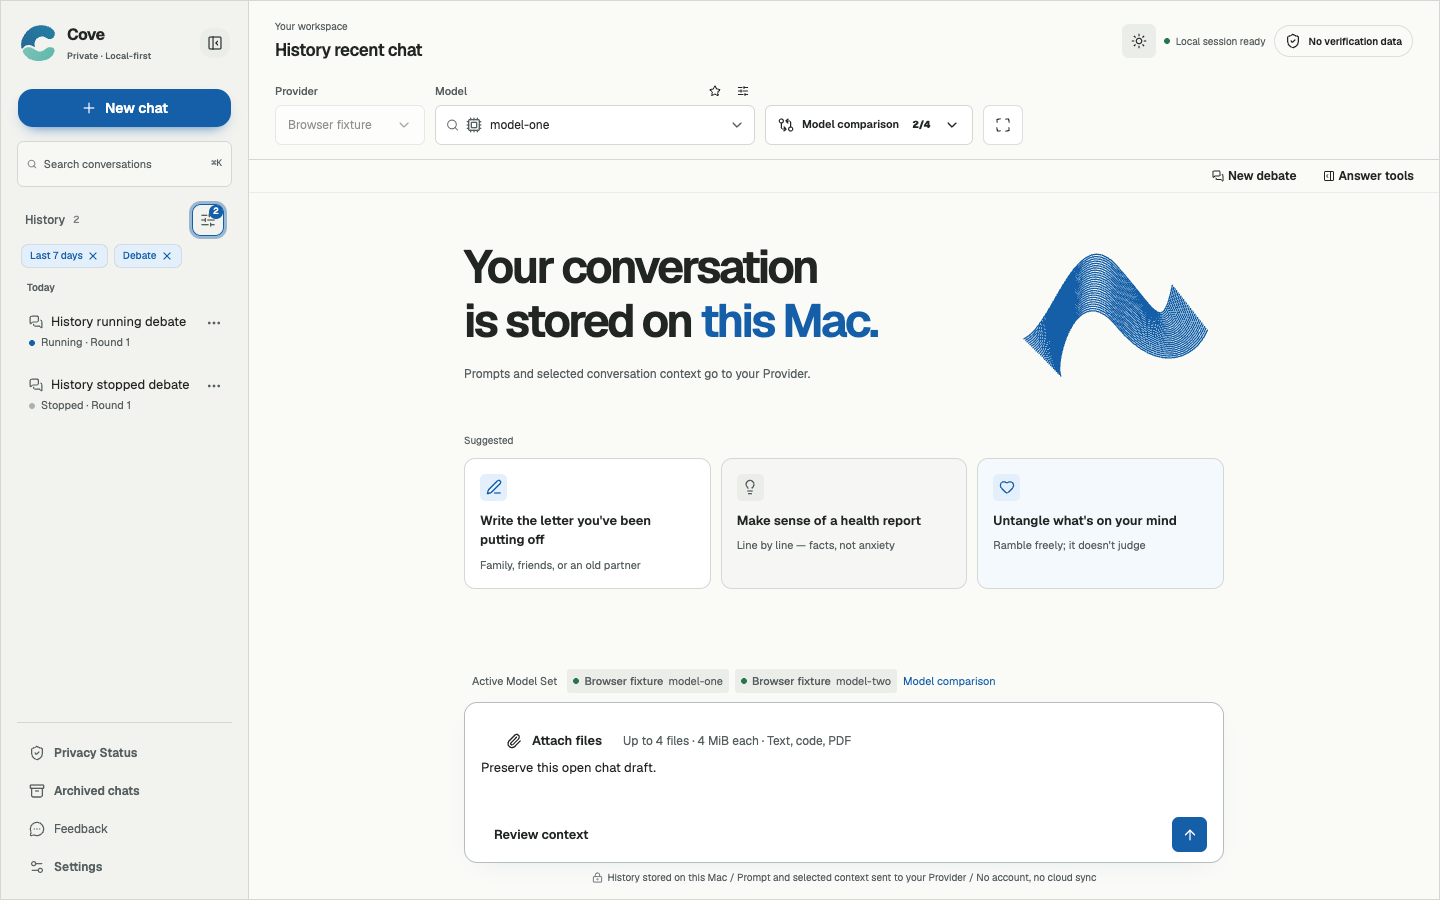 Cove
Private · Local-first
New chat
Search conversations
⌘K
History 2
2
Last 7 days
Debate
Today
History running debate
Running · Round 1
History stopped debate
Stopped · Round 1
Privacy Status
Archived chats
Feedback
Settings
Your workspace
History recent chat
Local session ready
No verification data
Provider
Model
Browser fixture
model-one
Model comparison 2/4
New debate
Answer tools
Your conversation
is stored on this Mac.
Prompts and selected conversation context go to your Provider.
Suggested
Write the letter you've been
putting off
Family, friends, or an old partner
Make sense of a health report
Line by line — facts, not anxiety
Untangle what's on your mind
Ramble freely; it doesn't judge
Active Model Set
Browser fixture model-one
Browser fixture model-two
Model comparison
Attach files
Up to 4 files · 4 MiB each · Text, code, PDF
Preserve this open chat draft.
Review context
History stored on this Mac / Prompt and selected context sent to your Provider / No account, no cloud sync